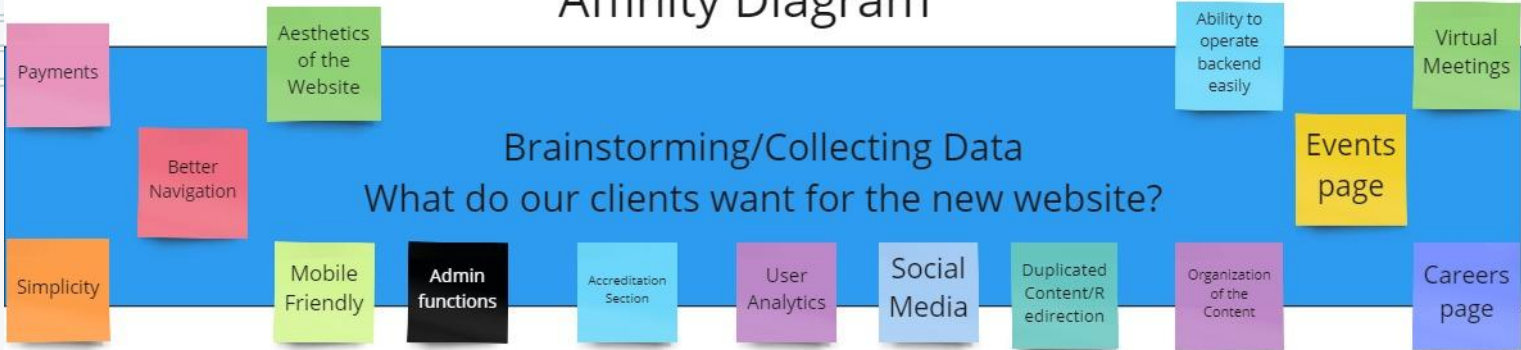 Affinity Diagram
Payments
Aesthetics
of the
Website
Ability to
operate
backend
easily
Virtual
Meetings
Better
Navigation
Brainstorming/Collecting Data
What do our clients want for the new website?
Events
page
Simplicity
Mobile
Friendly
Admin
functions
Accreditation
Section
User
Analytics
Social
Media
Duplicated
Content/R
edirection
Organization
of the
Content
Careers
page